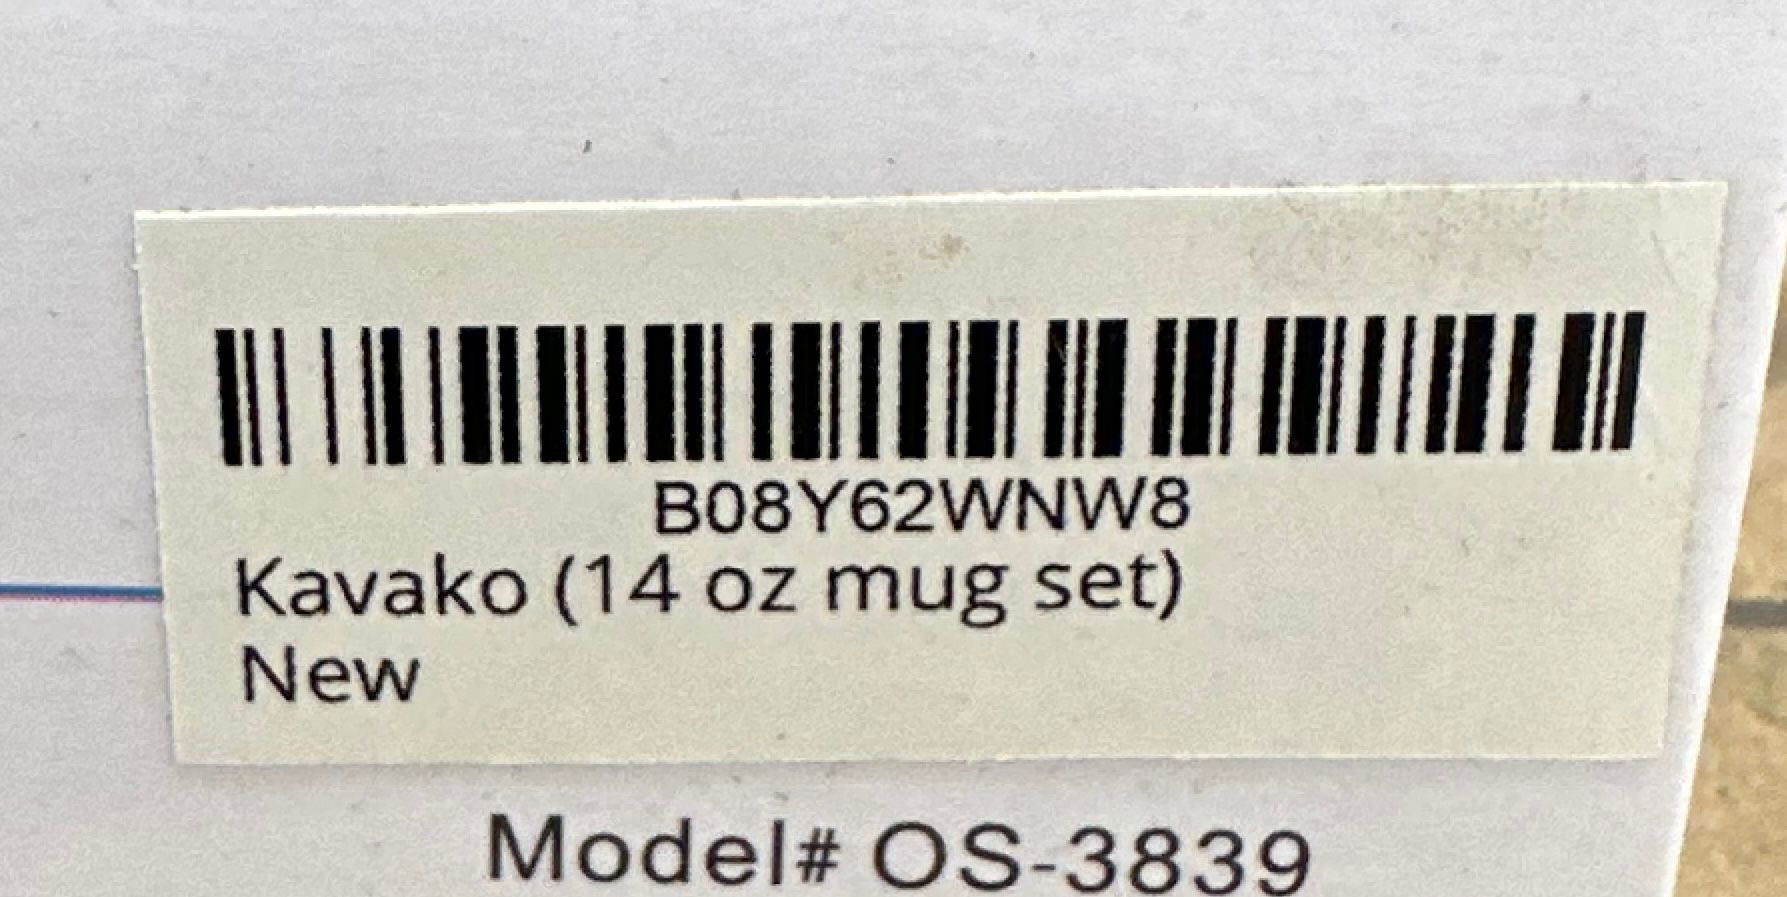 B08Y62WNW8
Kavako (14 oz mug set)
New
Model# OS-3839